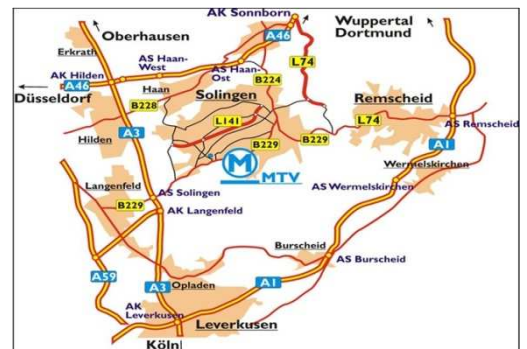 AK Sonnborn
Wuppertal
Dortmund
Oberhausen
Erkrath
A46
L74
AS Haan-
West
AS Haan-
Ost
AK Hilden
A46
Haan
B224
Düsseldorf
B228
Solingen
Remscheid
L141
A3
Hilden
B229
B229
L74
AS Remscheid
A1
M
MTV
Wermelskirchen
Langenfeld
AS Solingen
AS Wermelskirchen
B229
AK Langenfeld
Burscheid
AS Burscheid
A59
A3
Opladen
A1
AK
Leverkusen
Leverkusen
Köln